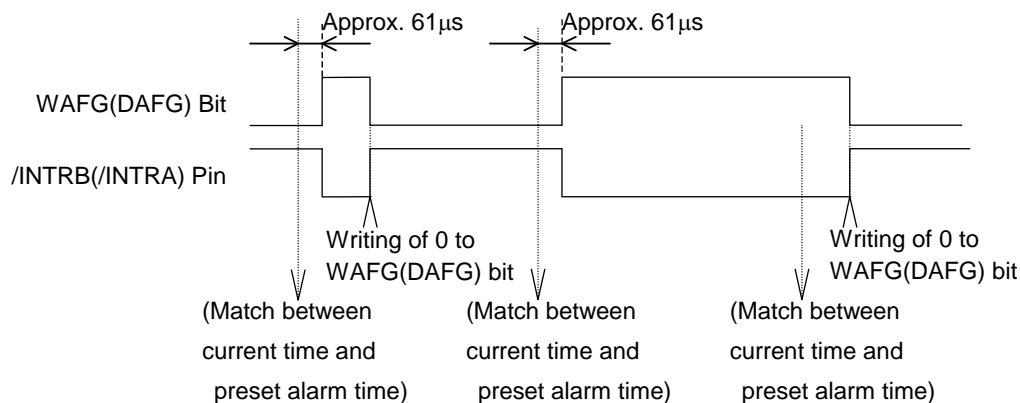 Approx. 61μs
Approx. 61μs
WAFG(DAFG) Bit
/INTRB(/INTRA) Pin
Writing of 0 to
WAFG(DAFG) bit
Writing of 0 to
WAFG(DAFG) bit
(Match between
current time and
preset alarm time)
(Match between
current time and
preset alarm time)
(Match between
current time and
preset alarm time)